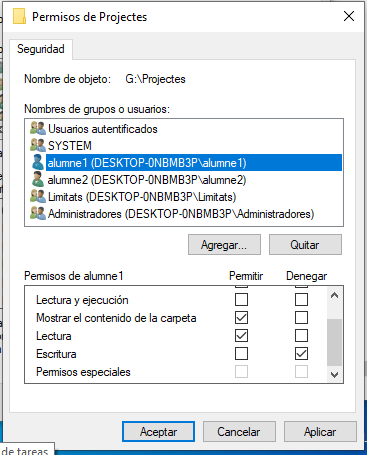 Permisos de Projectes
Seguridad
Nombre de objeto: G:\Projectes
Nombres de grupos o usuarios:
Usuarios autentificados
SYSTEM
alumne1 (DESKTOP-0NBMB3P\alumne1)
alumne2 (DESKTOP-0NBMB3P\alumne2)
Limitats (DESKTOP-0NBMB3P\Limitats)
Administradores (DESKTOP-0NBMB3P\Administradores)
Agregar... Quitar
Permisos de alumne1 Permitir Denegar
Lectura y ejecución
Mostrar el contenido de la carpeta
Lectura
Escritura
Permisos especiales
Aceptar Cancelar Aplicar
de tareas